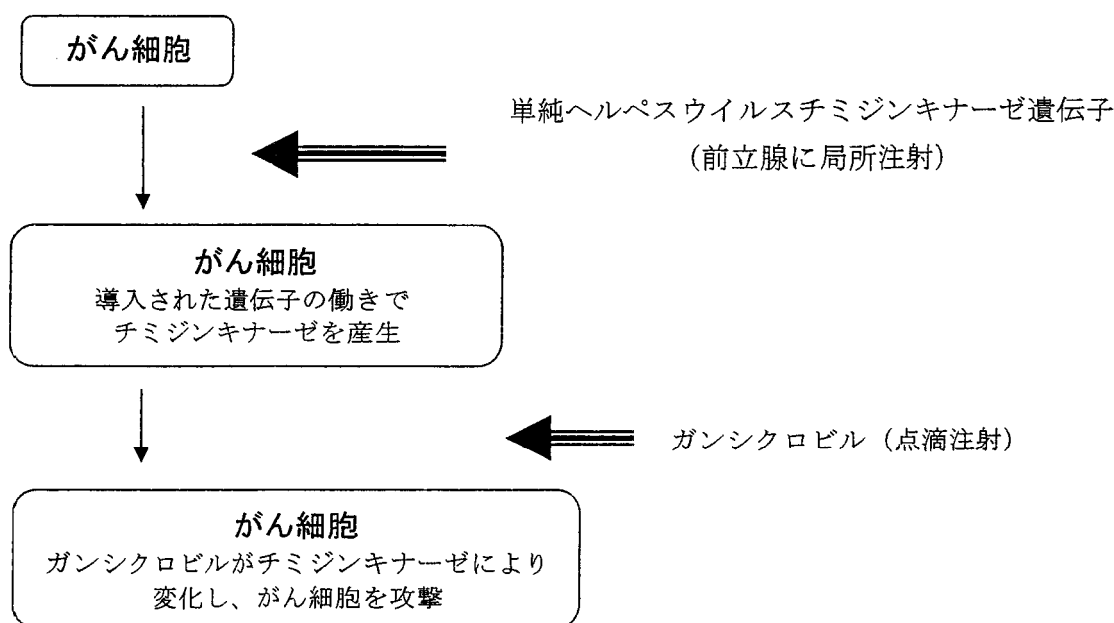 がん細胞
単純ヘルペスウイルスチミジンキナーゼ遺伝子
(前立腺に局所注射)
がん細胞
導入された遺伝子の働きで
チミジンキナーゼを産生
ガンシクロビル（点滴注射）
がん細胞
ガンシクロビルがチミジンキナーゼにより
変化し、がん細胞を攻撃